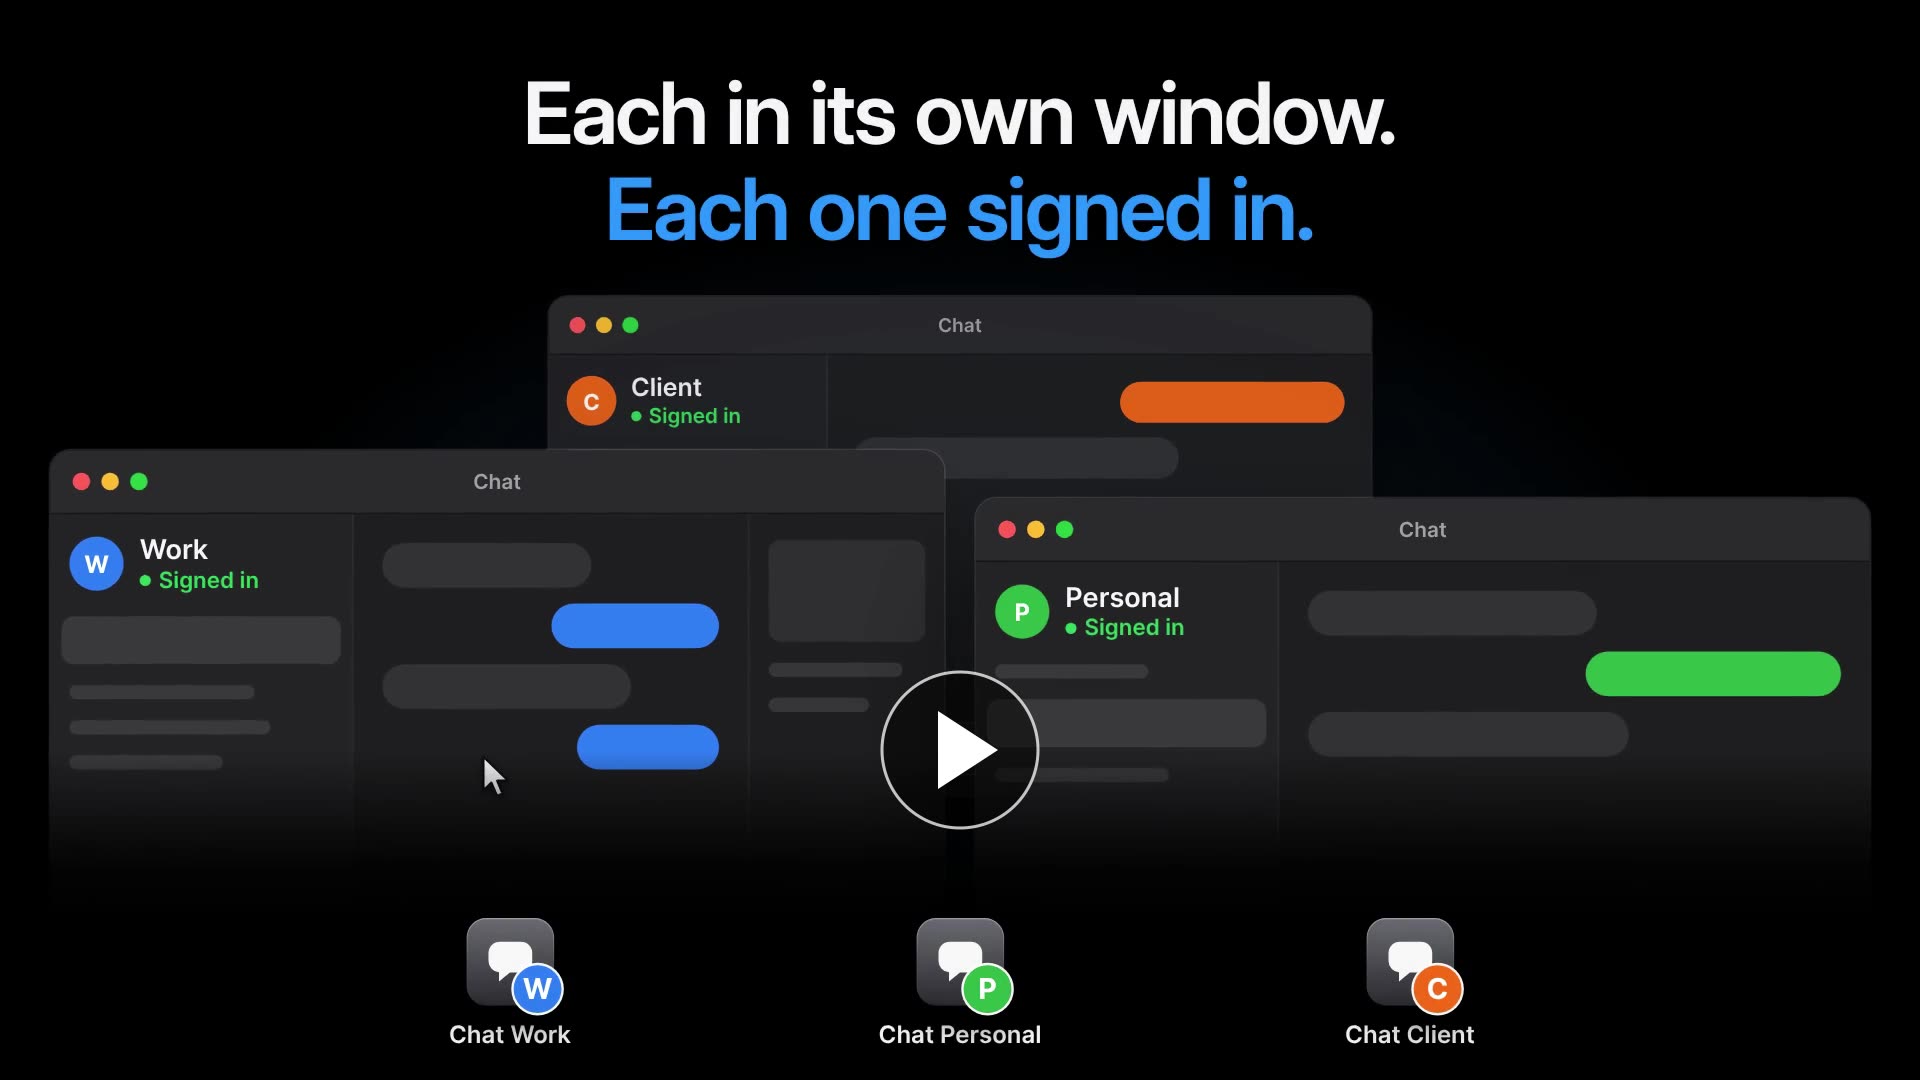 Each in its own window.
Each one signed in.
Chat
C
Client
Signed in
Chat
W
Work
Signed in
Chat
P
Personal
Signed in
W
Chat Work
P
Chat Personal
C
Chat Client